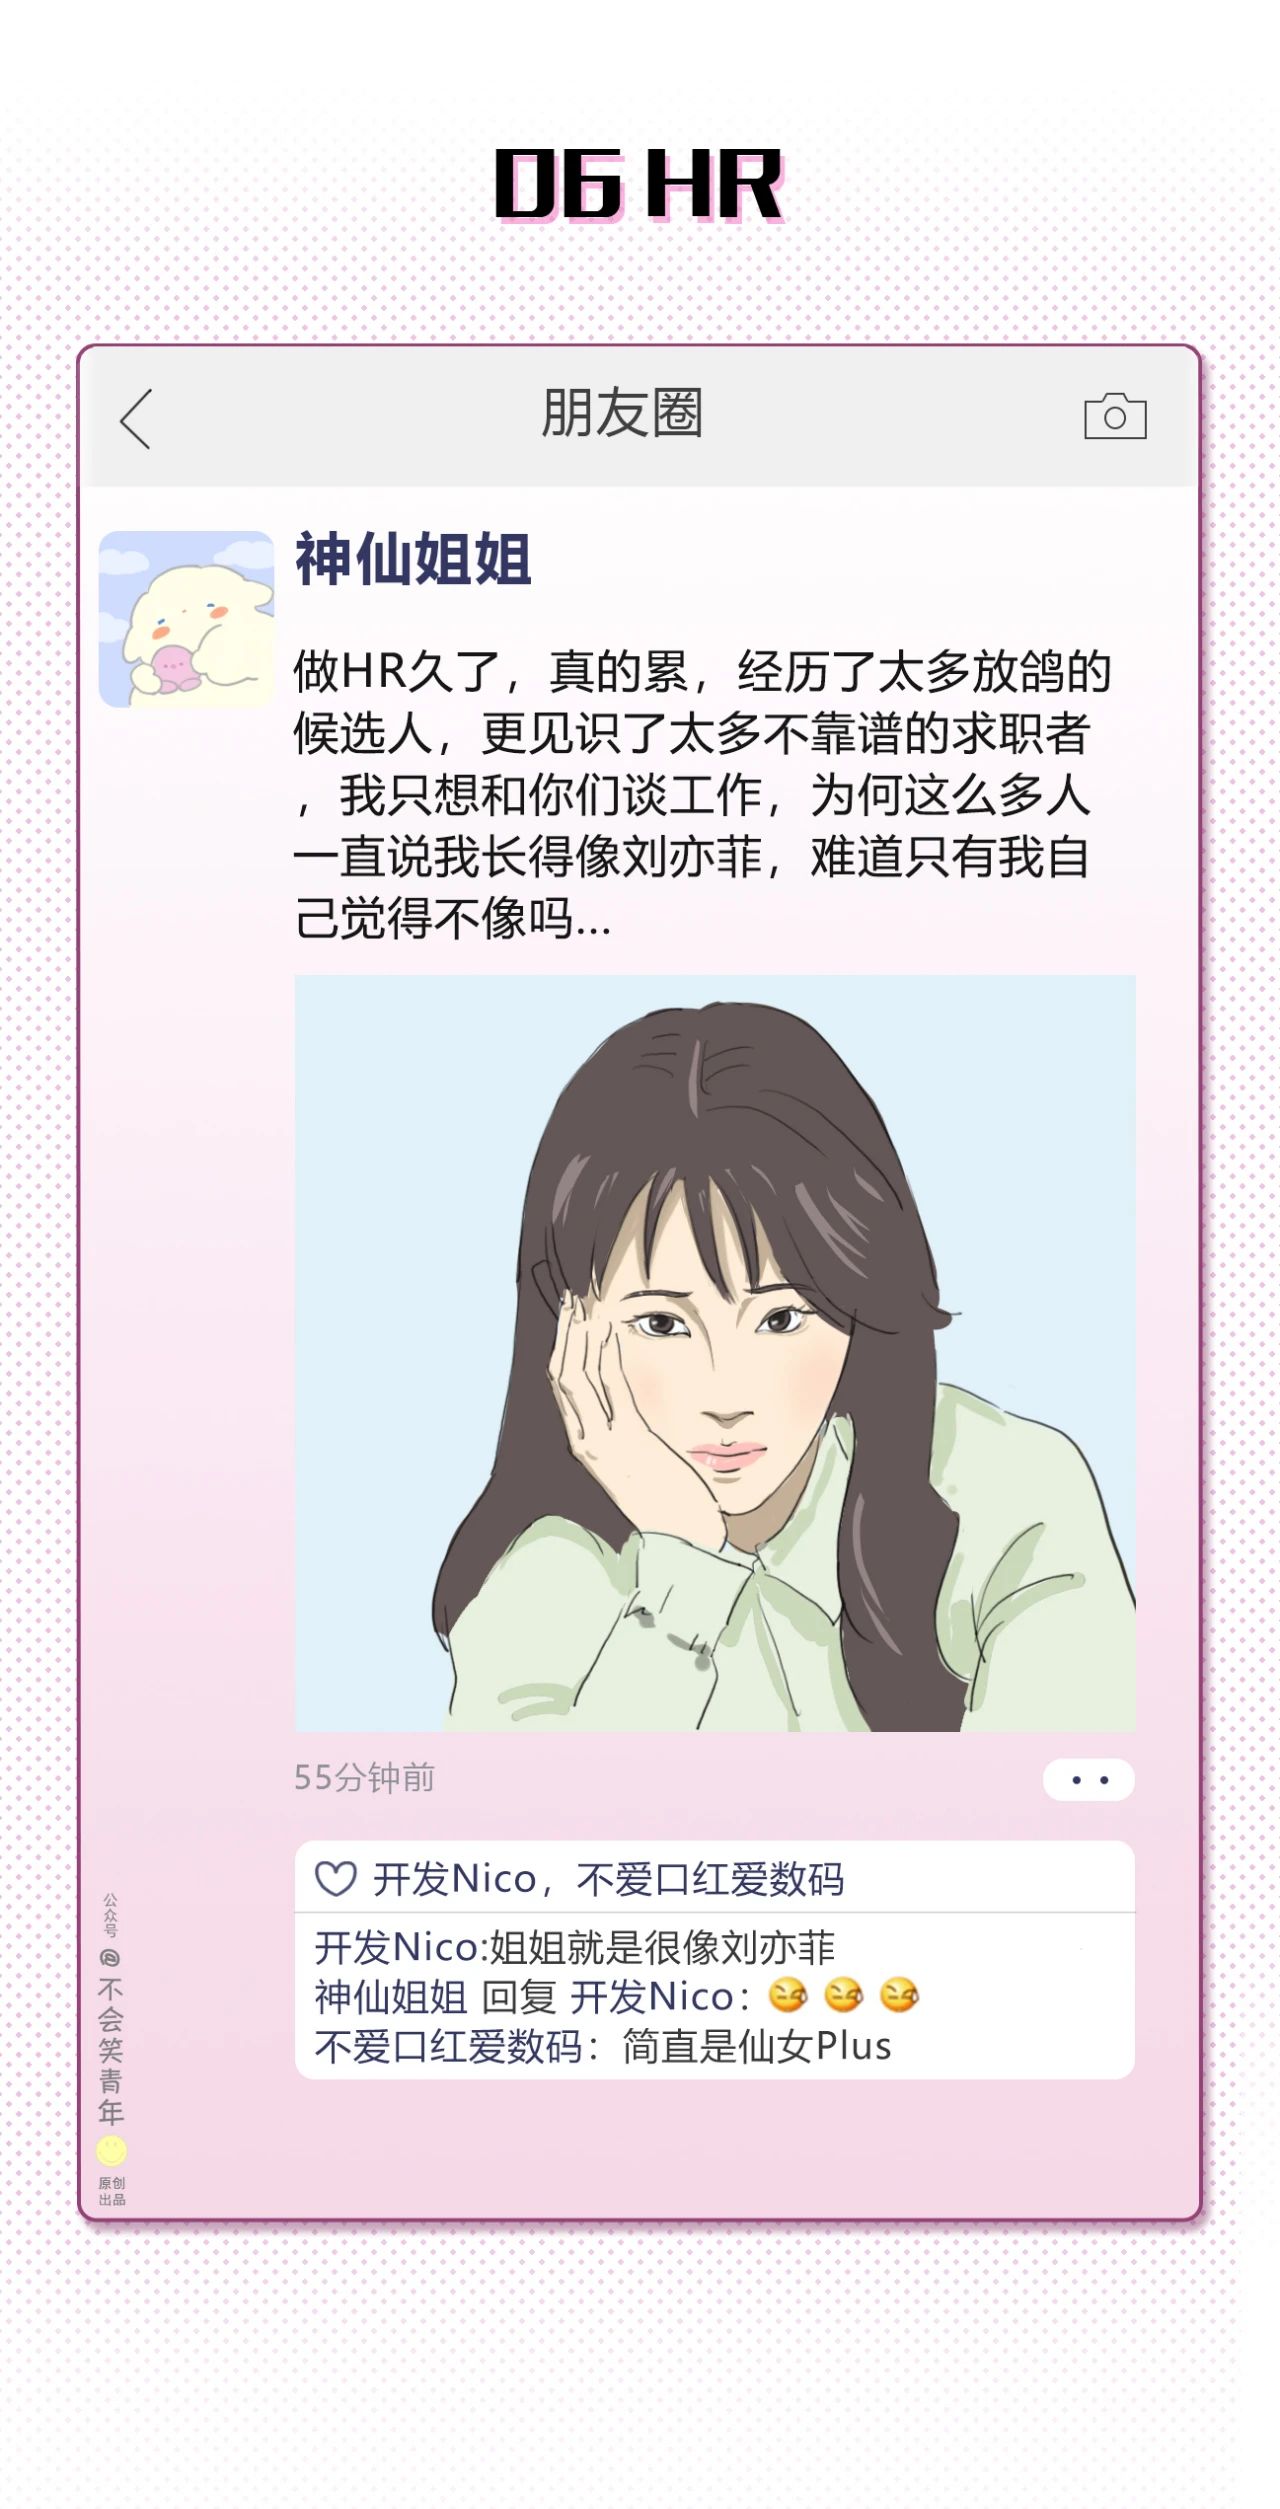 06 HR
朋友圈
神仙姐姐
做HR久了，真的累，经历了太多放鸽的
候选人，更见识了太多不靠谱的求职者
，我只想和你们谈工作，为何这么多人
一直说我长得像刘亦菲，难道只有我自
己觉得不像吗...
55分钟前
开发Nico，不爱口红爱数码
开发Nico:姐姐就是很像刘亦菲
神仙姐姐 回复 开发Nico：
不爱口红爱数码：简直是仙女Plus
公众号@不会笑青年
原创
出品